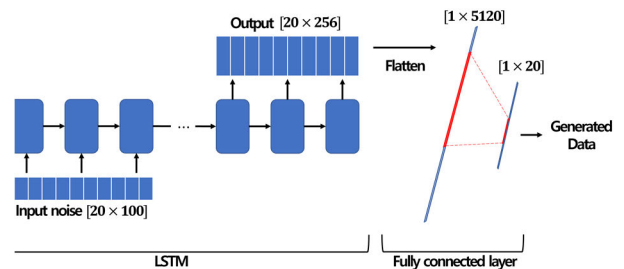 Output [20 × 256]
[1 × 5120]
Flatten
[1 × 20]
...
Generated
Data
Input noise [20 × 100]
LSTM
Fully connected layer